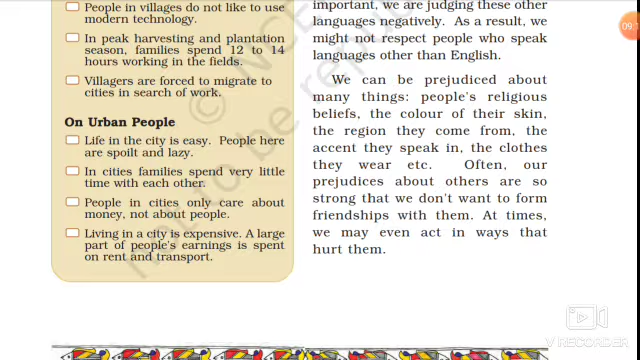 People in villages do not like to use
modern technology.
In peak harvesting and plantation
season, families spend 12 to 14
hours working in the fields.
Villagers are forced to migrate to
cities in search of work.
On Urban People
Life in the city is easy. People here
are spoilt and lazy.
In cities families spend very little
time with each other.
People in cities only care about
money, not about people.
Living in a city is expensive. A large
part of people's earnings is spent
on rent and transport.
important, we are judging these other
languages negatively. As a result, we
might not respect people who speak
languages other than English.
We can be prejudiced about
many things: people's religious
beliefs, the colour of their skin,
the region they come from, the
accent they speak in, the clothes
they wear etc. Often, our
prejudices about others are so
strong that we don't want to form
friendships with them. At times,
we may even act in ways that
hurt them.
© NCE
not to be repu
V RECORDER